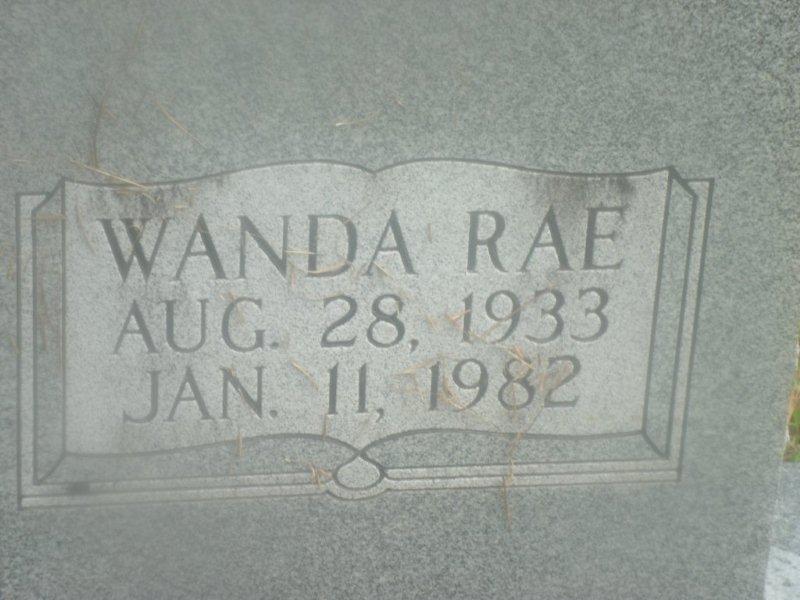 WANDA RAE
AUG. 28, 1933
JAN. 11, 1982